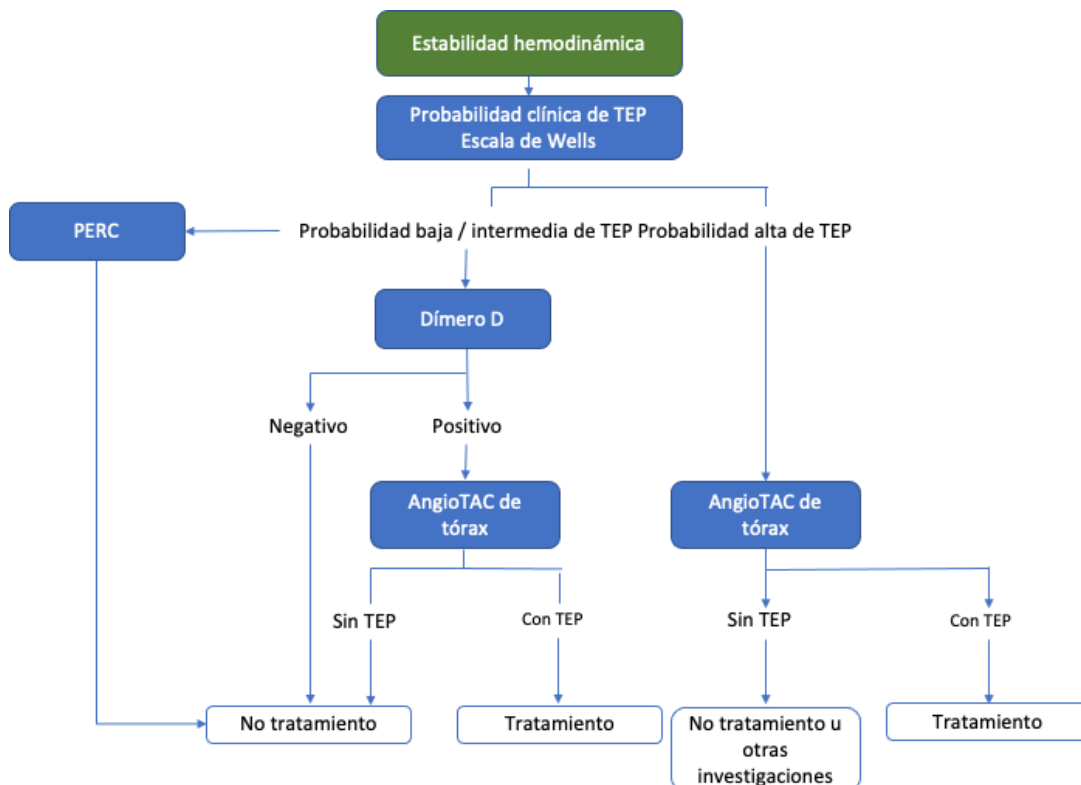 Estabilidad hemodinámica
Probabilidad clínica de TEP
Escala de Wells
PERC
Probabilidad baja / intermedia de TEP
Probabilidad alta de TEP
Dímero D
Negativo
Positivo
AngioTAC de
tórax
AngioTAC de
tórax
Sin TEP
Con TEP
Sin TEP
Con TEP
No tratamiento
Tratamiento
No tratamiento u
otras
investigaciones
Tratamiento